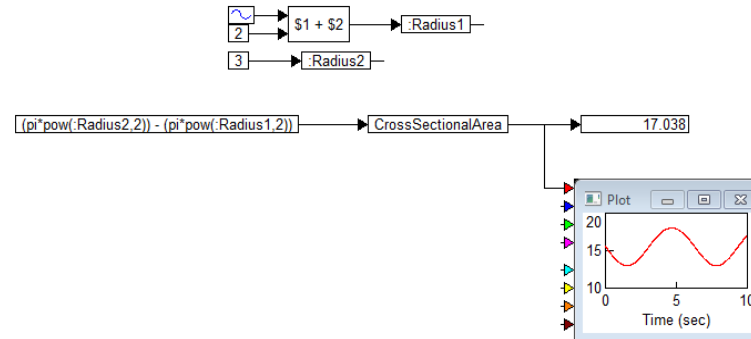 $1 + $2
:Radius1
2
3
:Radius2
(pi*pow(:Radius2,2)) - (pi*pow(:Radius1,2))
CrossSectionalArea
17.038
Plot
20
15
10
0
5
10
Time (sec)